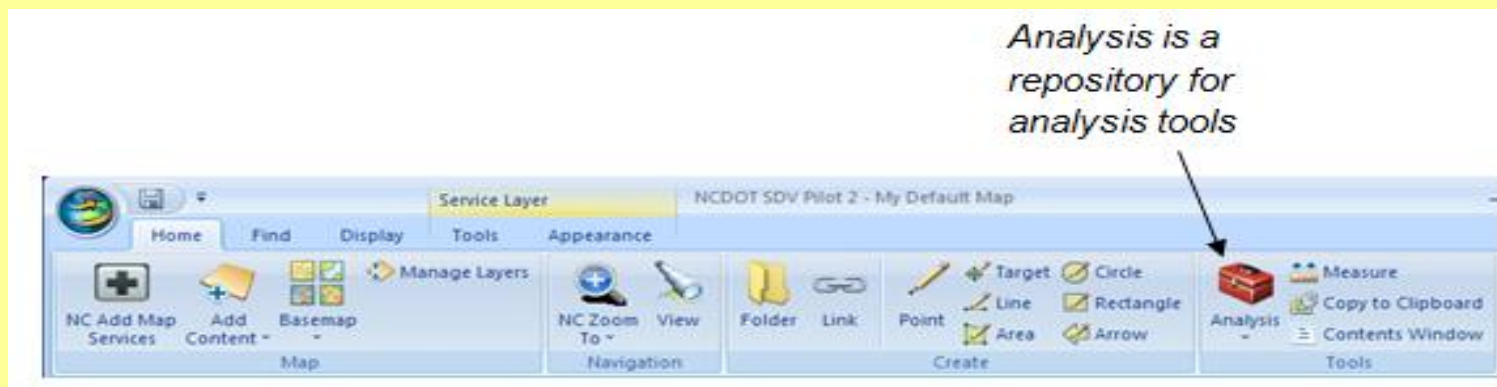 Analysis is a
repository for
analysis tools
Service Layer
NCDOT SDV Pilot 2 - My Default Map
Home Find Display Tools Appearance
Manage Layers
Target Circle
Measure
Line Rectangle
Copy to Clipboard
NC Add Map Services
Add Content
Basemap
NC Zoom To
View
Folder
Link
Point
Area Arrow
Analysis
Contents Window
Map Navigation Create Tools